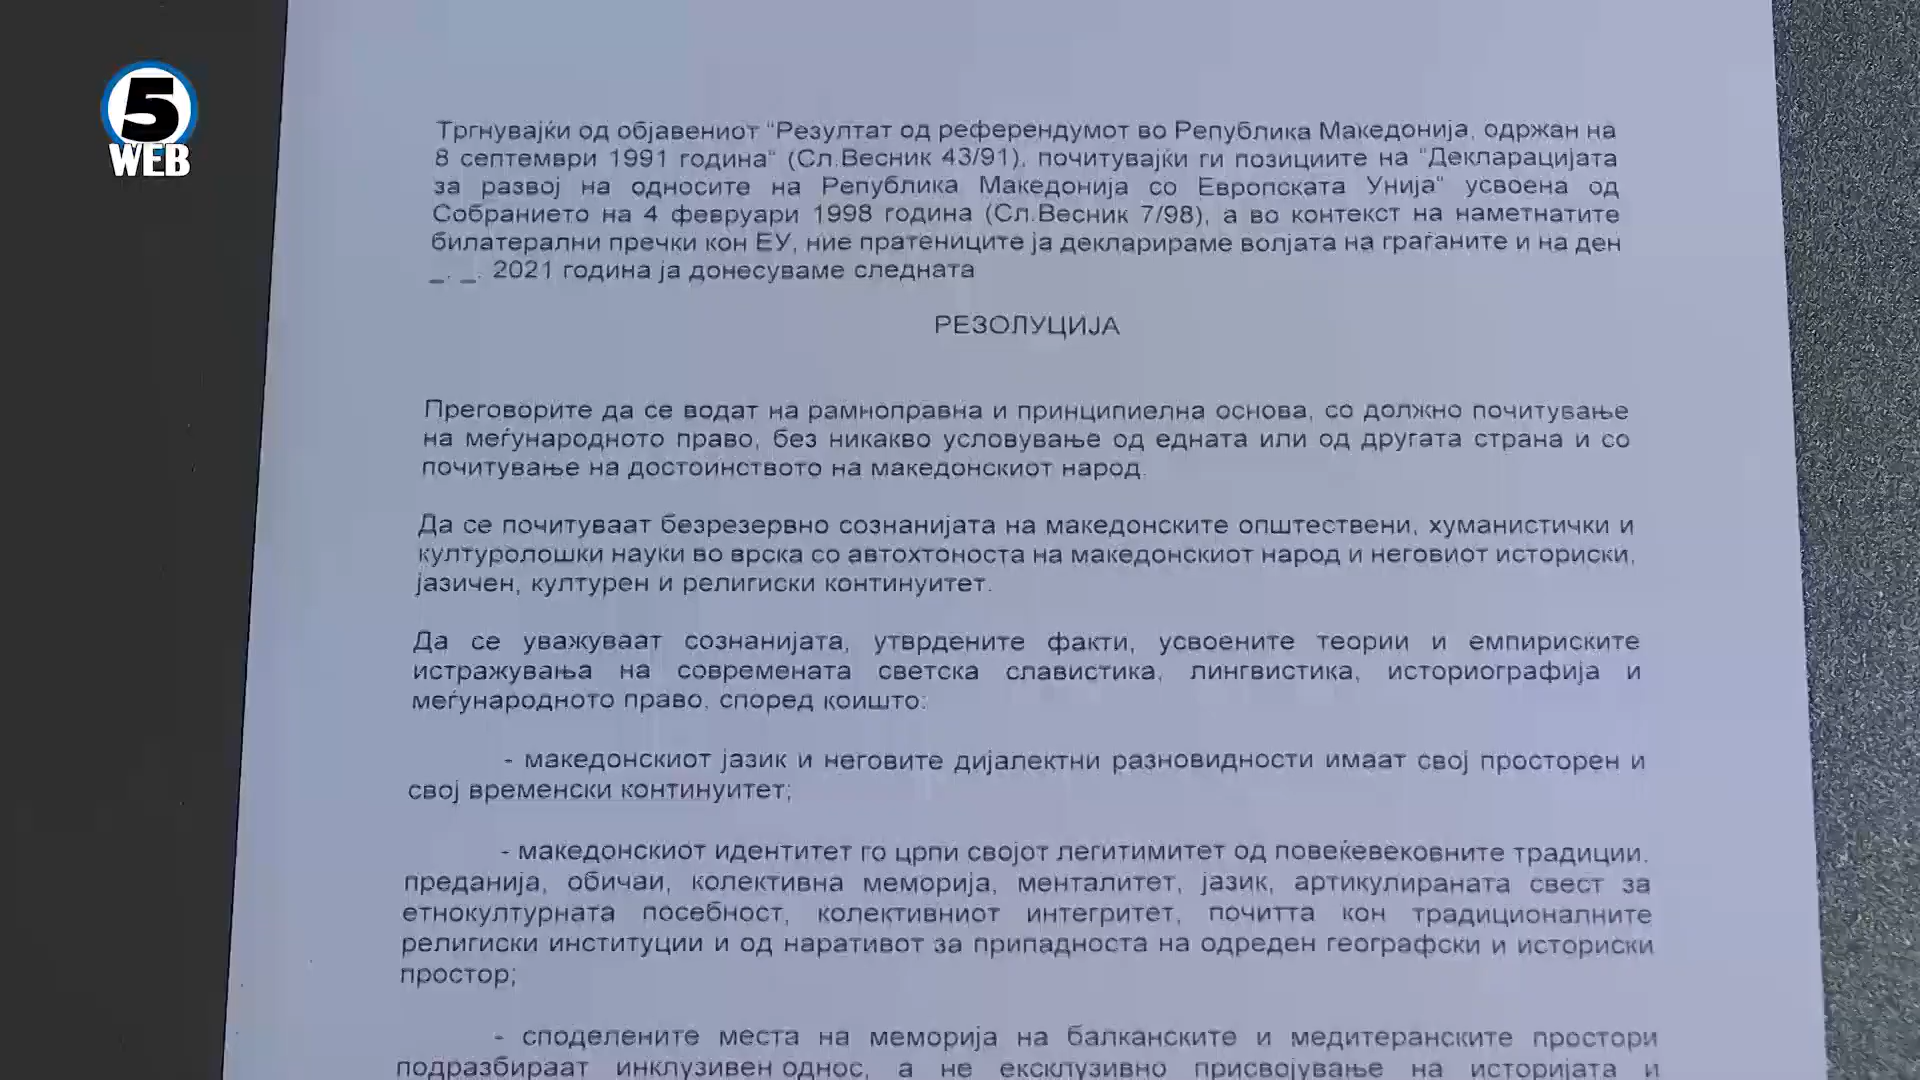 5
WEB
Тргнувајќи од објавениот “Резултат од референдумот во Република Македонија, одржан на
8 септември 1991 година“ (Сл.Весник 43/91), почитувајќи ги позициите на “Декларацијата
за развој на односите на Република Македонија со Европската Унија“ усвоена од
Собранието на 4 февруари 1998 година (Сл.Весник 7/98), а во контекст на наметнатите
билатерални пречки кон ЕУ, ние пратениците ја декларираме волјата на граѓаните и на ден
_._. 2021 година ја донесуваме следната
РЕЗОЛУЦИЈА
Преговорите да се водат на рамноправна и принципиелна основа, со должно почитување
на меѓународното право, без никакво условување од едната или од другата страна и со
почитување на достоинството на македонскиот народ.
Да се почитуваат безрезервно сознанијата на македонските општествени, хуманистички и
културолошки науки во врска со автохтоноста на македонскиот народ и неговиот историски,
јазичен, културен и религиски континуитет.
Да се уважуваат сознанијата, утврдените факти, усвоените теории и емпириските
истражувања на современата светска славистика, лингвистика, историографија и
меѓународното право, според коишто:
- македонскиот јазик и неговите дијалектни разновидности имаат свој просторен и
свој временски континуитет;
- македонскиот идентитет го црпи својот легитимитет од повеќевековните традиции,
преданија, обичаи, колективна меморија, менталитет, јазик, артикулираната свест за
етнокултурната посебност, колективниот интегритет, почитта кон традиционалните
религиски институции и од наративот за припадноста на одреден географски и историски
простор;
- споделените места на меморија на балканските и медитеранските простори
подразбираат инклузивен однос, а не ексклузивно присвојување на историјата и